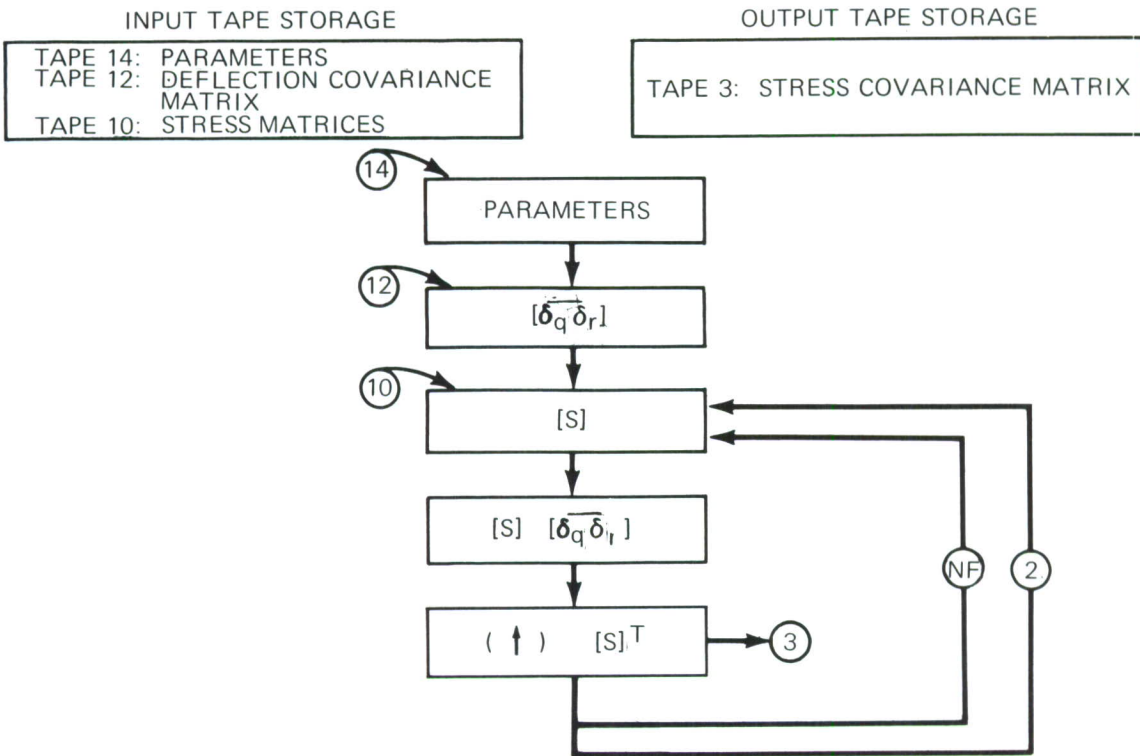 INPUT TAPE STORAGE
TAPE 14: PARAMETERS
TAPE 12: DEFLECTION COVARIANCE
MATRIX
TAPE 10: STRESS MATRICES
OUTPUT TAPE STORAGE
TAPE 3: STRESS COVARIANCE MATRIX
14
PARAMETERS
12
[δq δr]
10
[S]
[S] [δq δr]
NF
2
( ↑ ) [S]T
3